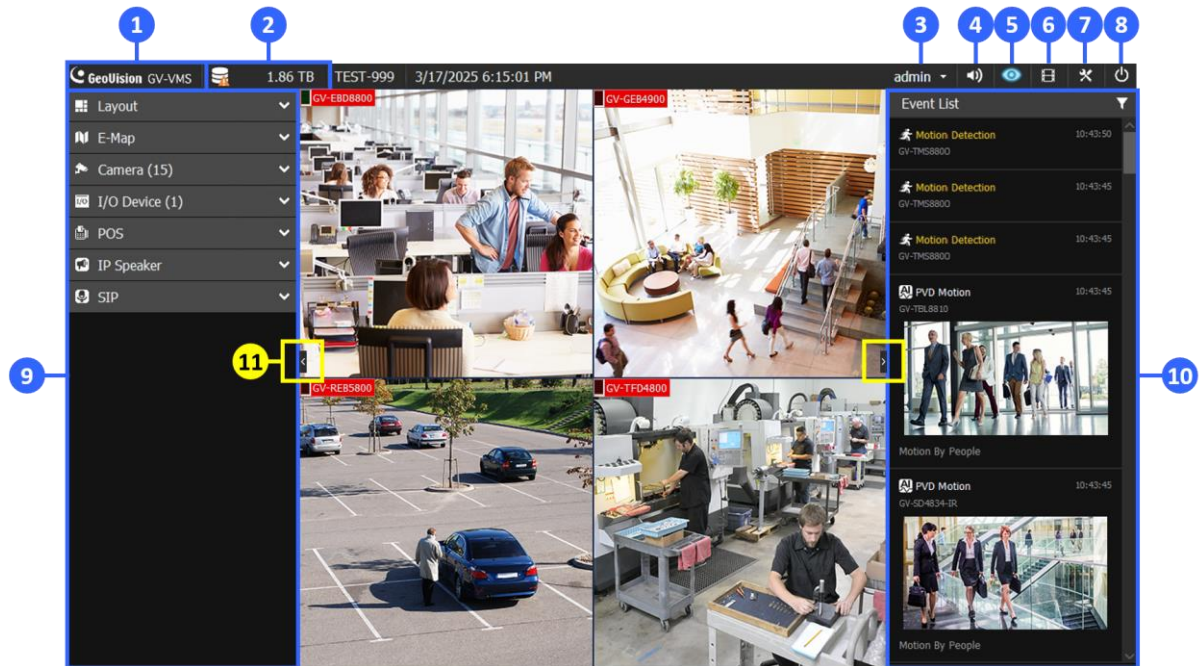 1
2
3
4
5
6
7
8
GeoVision GV-VMS
1.86 TB
TEST-999
3/17/2025 6:15:01 PM
admin
Layout
E-Map
Camera (15)
I/O
I/O Device (1)
POS
IP Speaker
SIP
9
11
GV-EBD8800
GV-GEB4900
GV-REB5800
GV-TFD4800
Event List
Motion Detection
10:43:50
GV-TMS8800
Motion Detection
10:43:45
GV-TMS8800
Motion Detection
10:43:45
GV-TMS8800
AI PVD Motion
10:43:45
GV-TBL8810
Motion By People
10
AI PVD Motion
10:43:45
GV-SD4834-IR
Motion By People